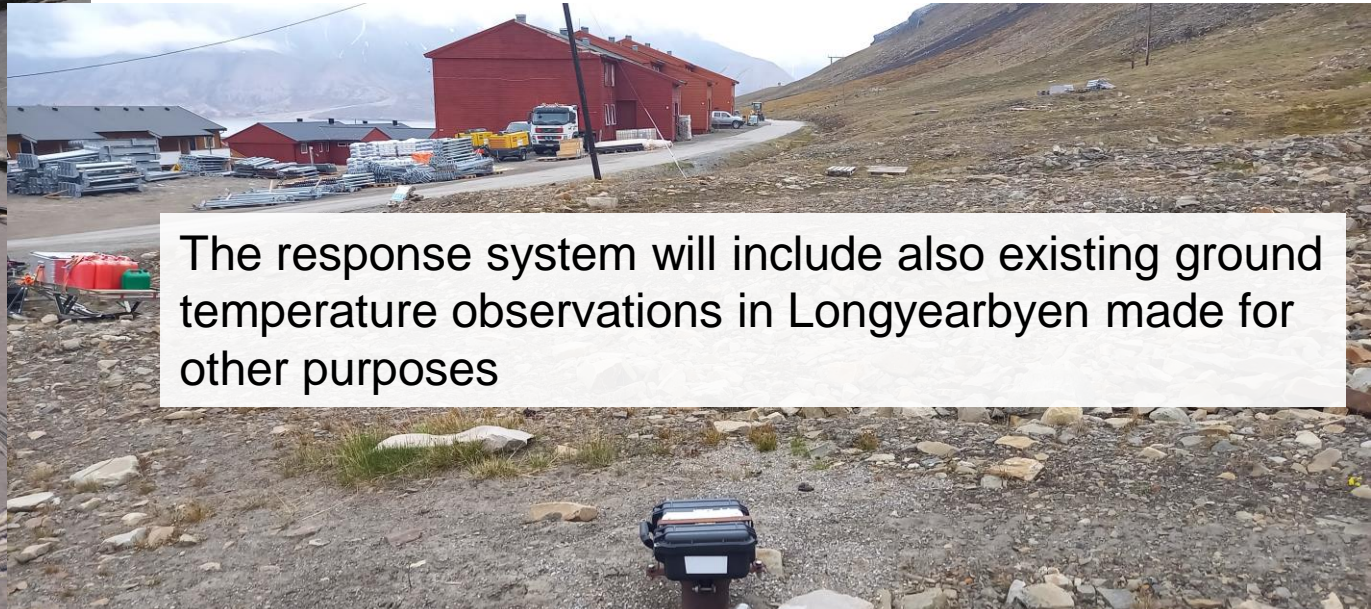 The response system will include also existing ground
temperature observations in Longyearbyen made for
other purposes